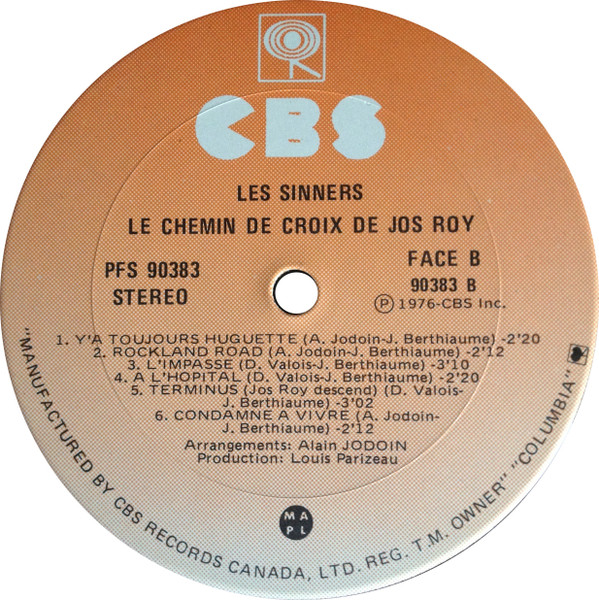 CBS
LES SINNERS
LE CHEMIN DE CROIX DE JOS ROY
PFS 90383
STEREO
FACE B
90383 B
Ⓟ 1976-CBS Inc.
1. Y'A TOUJOURS HUGUETTE (A. Jodoin-J. Berthiaume) -2'20
2. ROCKLAND ROAD (A. Jodoin-J. Berthiaume) -2'12
3. L'IMPASSE (D. Valois-J. Berthiaume) -3'10
4. A L'HOPITAL (D. Valois-J. Berthiaume) -2'20
5. TERMINUS (Jos Roy descend) (D. Valois-
J. Berthiaume) -3'02
6. CONDAMNE A VIVRE (A. Jodoin-
J. Berthiaume) -2'12
Arrangements: Alain JODOIN
Production: Louis Parizeau
MA
PL
"MANUFACTURED BY CBS RECORDS CANADA, LTD. REG. T.M. OWNER" "COLUMBIA"